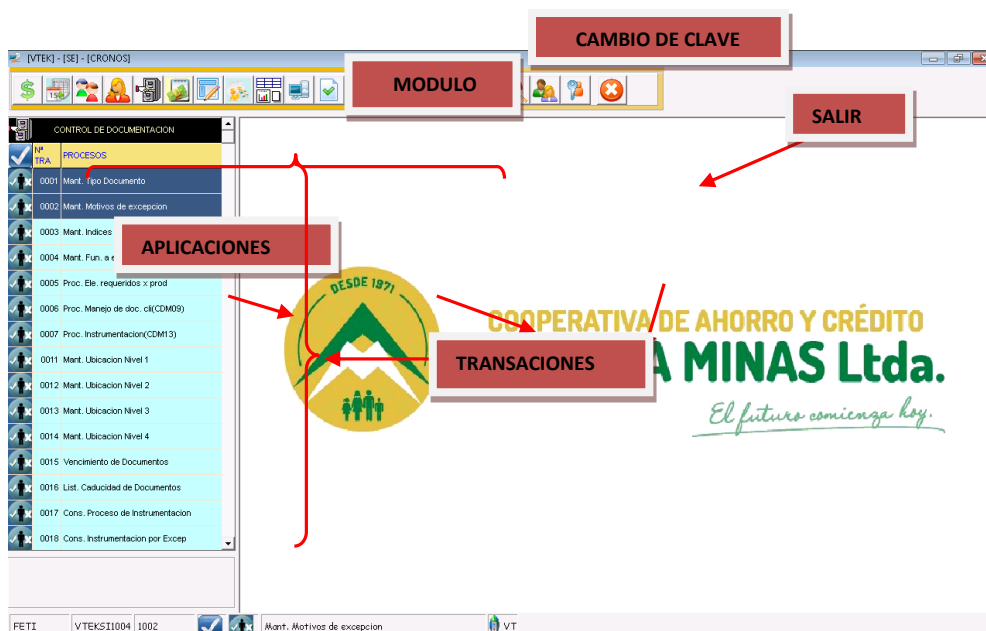 CAMBIO DE CLAVE
[VTEK] - [SE] - [CRONOS]
MODULO
SALIR
CONTROL DE DOCUMENTACION
Nº TRA
PROCESOS
0001 Mant. Tipo Documento
0002 Mant. Motivos de excepcion
0003 Mant. Indices
0004 Mant. Fun. a e
APLICACIONES
0005 Proc. Ele. requeridos x prod
0006 Proc. Manejo de doc. cli(CDM09)
0007 Proc. Instrumentacion(CDM13)
0011 Mant. Ubicacion Nivel 1
0012 Mant. Ubicacion Nivel 2
0013 Mant. Ubicacion Nivel 3
0014 Mant. Ubicacion Nivel 4
0015 Vencimiento de Documentos
0016 List. Caducidad de Documentos
0017 Cons. Proceso de Instrumentacion
0018 Cons. Instrumentacion por Excep
DESDE 1971
COOPERATIVA DE AHORRO Y CRÉDITO
A MINAS Ltda.
El futuro comienza hoy.
TRANSACIONES
FETI VTEKSI1004 1002 Mant. Motivos de excepcion VT